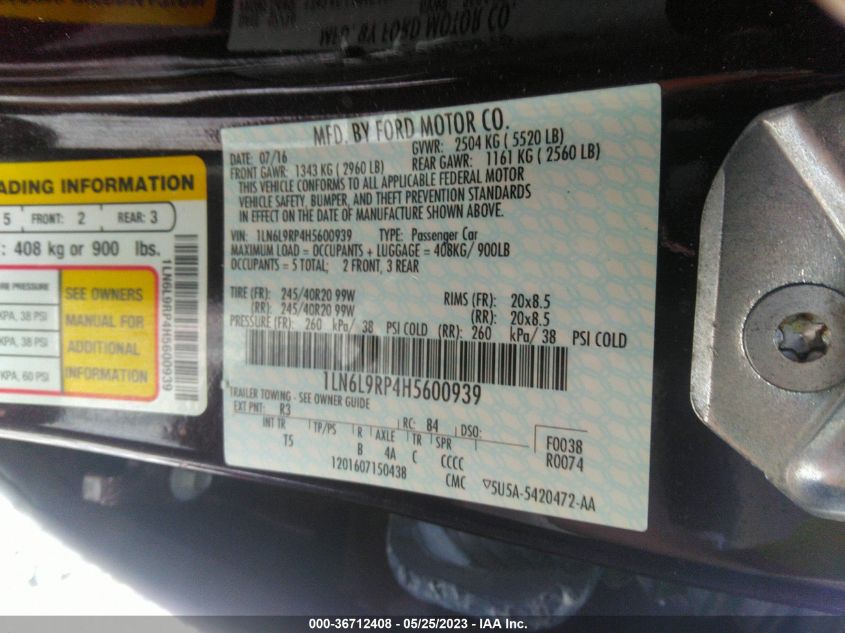 MFD. BY FORD MOTOR CO.
MFD. BY FORD MOTOR CO.
DATE: 07/16 GVWR: 2504 KG ( 5520 LB)
FRONT GAWR: 1343 KG ( 2960 LB) REAR GAWR: 1161 KG ( 2560 LB)
THIS VEHICLE CONFORMS TO ALL APPLICABLE FEDERAL MOTOR
VEHICLE SAFETY, BUMPER, AND THEFT PREVENTION STANDARDS
IN EFFECT ON THE DATE OF MANUFACTURE SHOWN ABOVE.
VIN: 1LN6L9RP4H5600939 TYPE: Passenger Car
MAXIMUM LOAD = OCCUPANTS + LUGGAGE = 408KG/ 900LB
OCCUPANTS = 5 TOTAL; 2 FRONT, 3 REAR
TIRE (FR): 245/40R20 99W RIMS (FR): 20x8.5
(RR): 245/40R20 99W (RR): 20x8.5
PRESSURE (FR): 260 kPa/ 38 PSI COLD (RR): 260 kPa/ 38 PSI COLD
1LN6L9RP4H5600939
TRAILER TOWING - SEE OWNER GUIDE
EXT PNT: R3 RC: 84 DSO:
INT TR TP/PS R AXLE TR SPR F0038
T5 B 4A C CCCC R0074
1201607150438 CMC ▽5U5A-5420472-AA
ADING INFORMATION
5 FRONT: 2 REAR: 3
: 408 kg or 900 lbs.
PRESSURE
KPA, 38 PSI
KPA, 38 PSI
KPA, 60 PSI
SEE OWNERS
MANUAL FOR
ADDITIONAL
INFORMATION
1LN6L9RP4H5600939
000-36712408 - 05/25/2023 - IAA Inc.